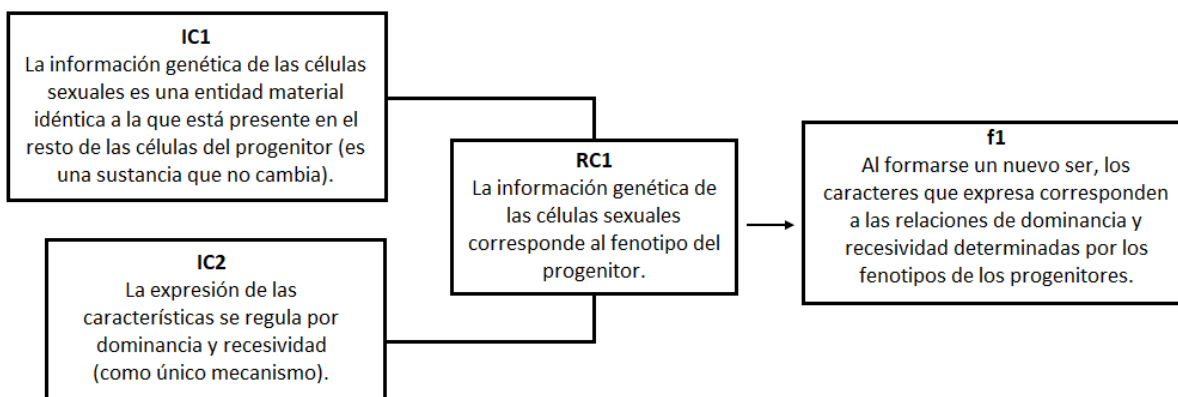 IC1
La información genética de las células
sexuales es una entidad material
idéntica a la que está presente en el
resto de las células del progenitor (es
una sustancia que no cambia).
IC2
La expresión de las
características se regula por
dominancia y recesividad
(como único mecanismo).
RC1
La información genética de
las células sexuales
corresponde al fenotipo del
progenitor.
f1
Al formarse un nuevo ser, los
caracteres que expresa corresponden
a las relaciones de dominancia y
recesividad determinadas por los
fenotipos de los progenitores.